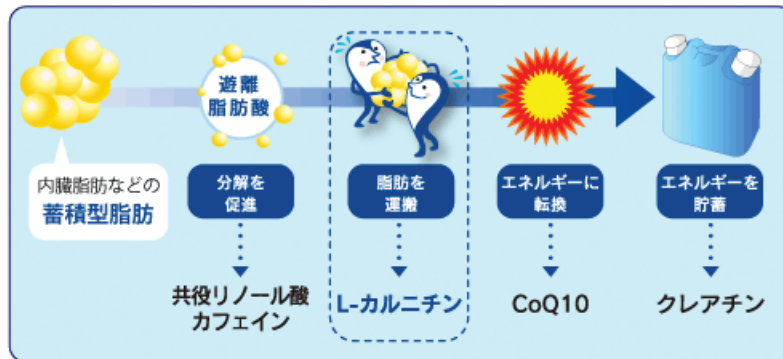 遊離
脂肪酸
内臓脂肪などの
蓄積型脂肪
分解を
促進
脂肪を
運搬
エネルギーに
転換
エネルギーを
貯蓄
共役リノール酸
カフェイン
L-カルニチン
CoQ10
クレアチン